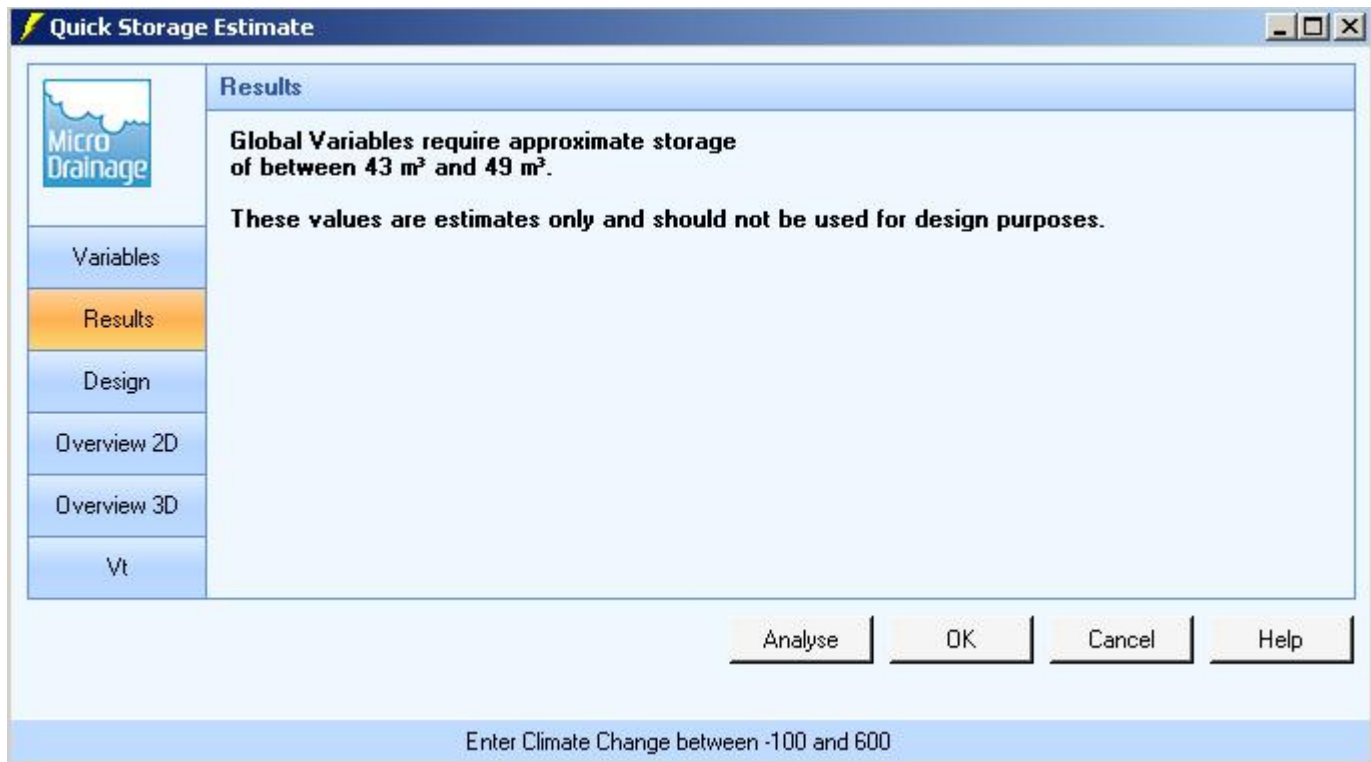 Quick Storage Estimate
Micro
Drainage
Variables
Results
Design
Overview 2D
Overview 3D
Vt
Results
Global Variables require approximate storage
of between 43 m³ and 49 m³.
These values are estimates only and should not be used for design purposes.
Analyse OK Cancel Help
Enter Climate Change between -100 and 600